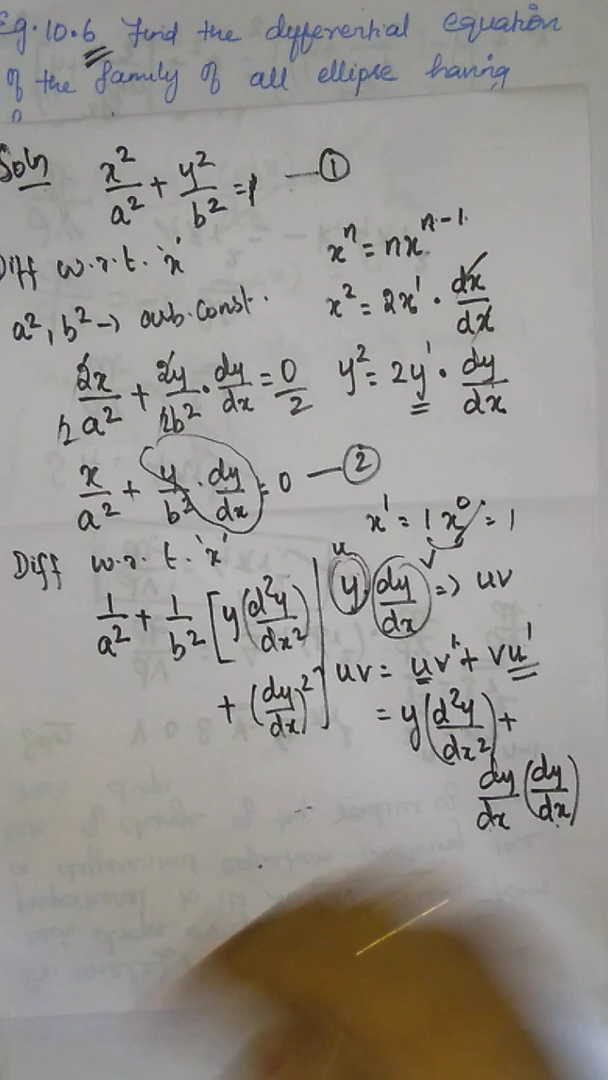 Eg. 10.6 Find the differential equation
of the family of all ellipse having
Soln x²/a² + y²/b² = 1 — ①
Diff w.r.t. 'x'
xⁿ = nxⁿ⁻¹
a², b² → arb. const.
x² = 2x¹ · dx/dx
2x/2a² + 2y/2b² · dy/dx = 0/2
y² = 2y¹ · dy/dx
x/a² + y/b² · dy/dx = 0 — ②
x¹ = 1x⁰ = 1
Diff w.r.t. 'x'
u v
y (dy/dx) => uv
1/a² + 1/b² [y(d²y/dx²)
+ (dy/dx)²]
uv = uv' + vu'
= y(d²y/dx²) +
dy/dx (dy/dx)